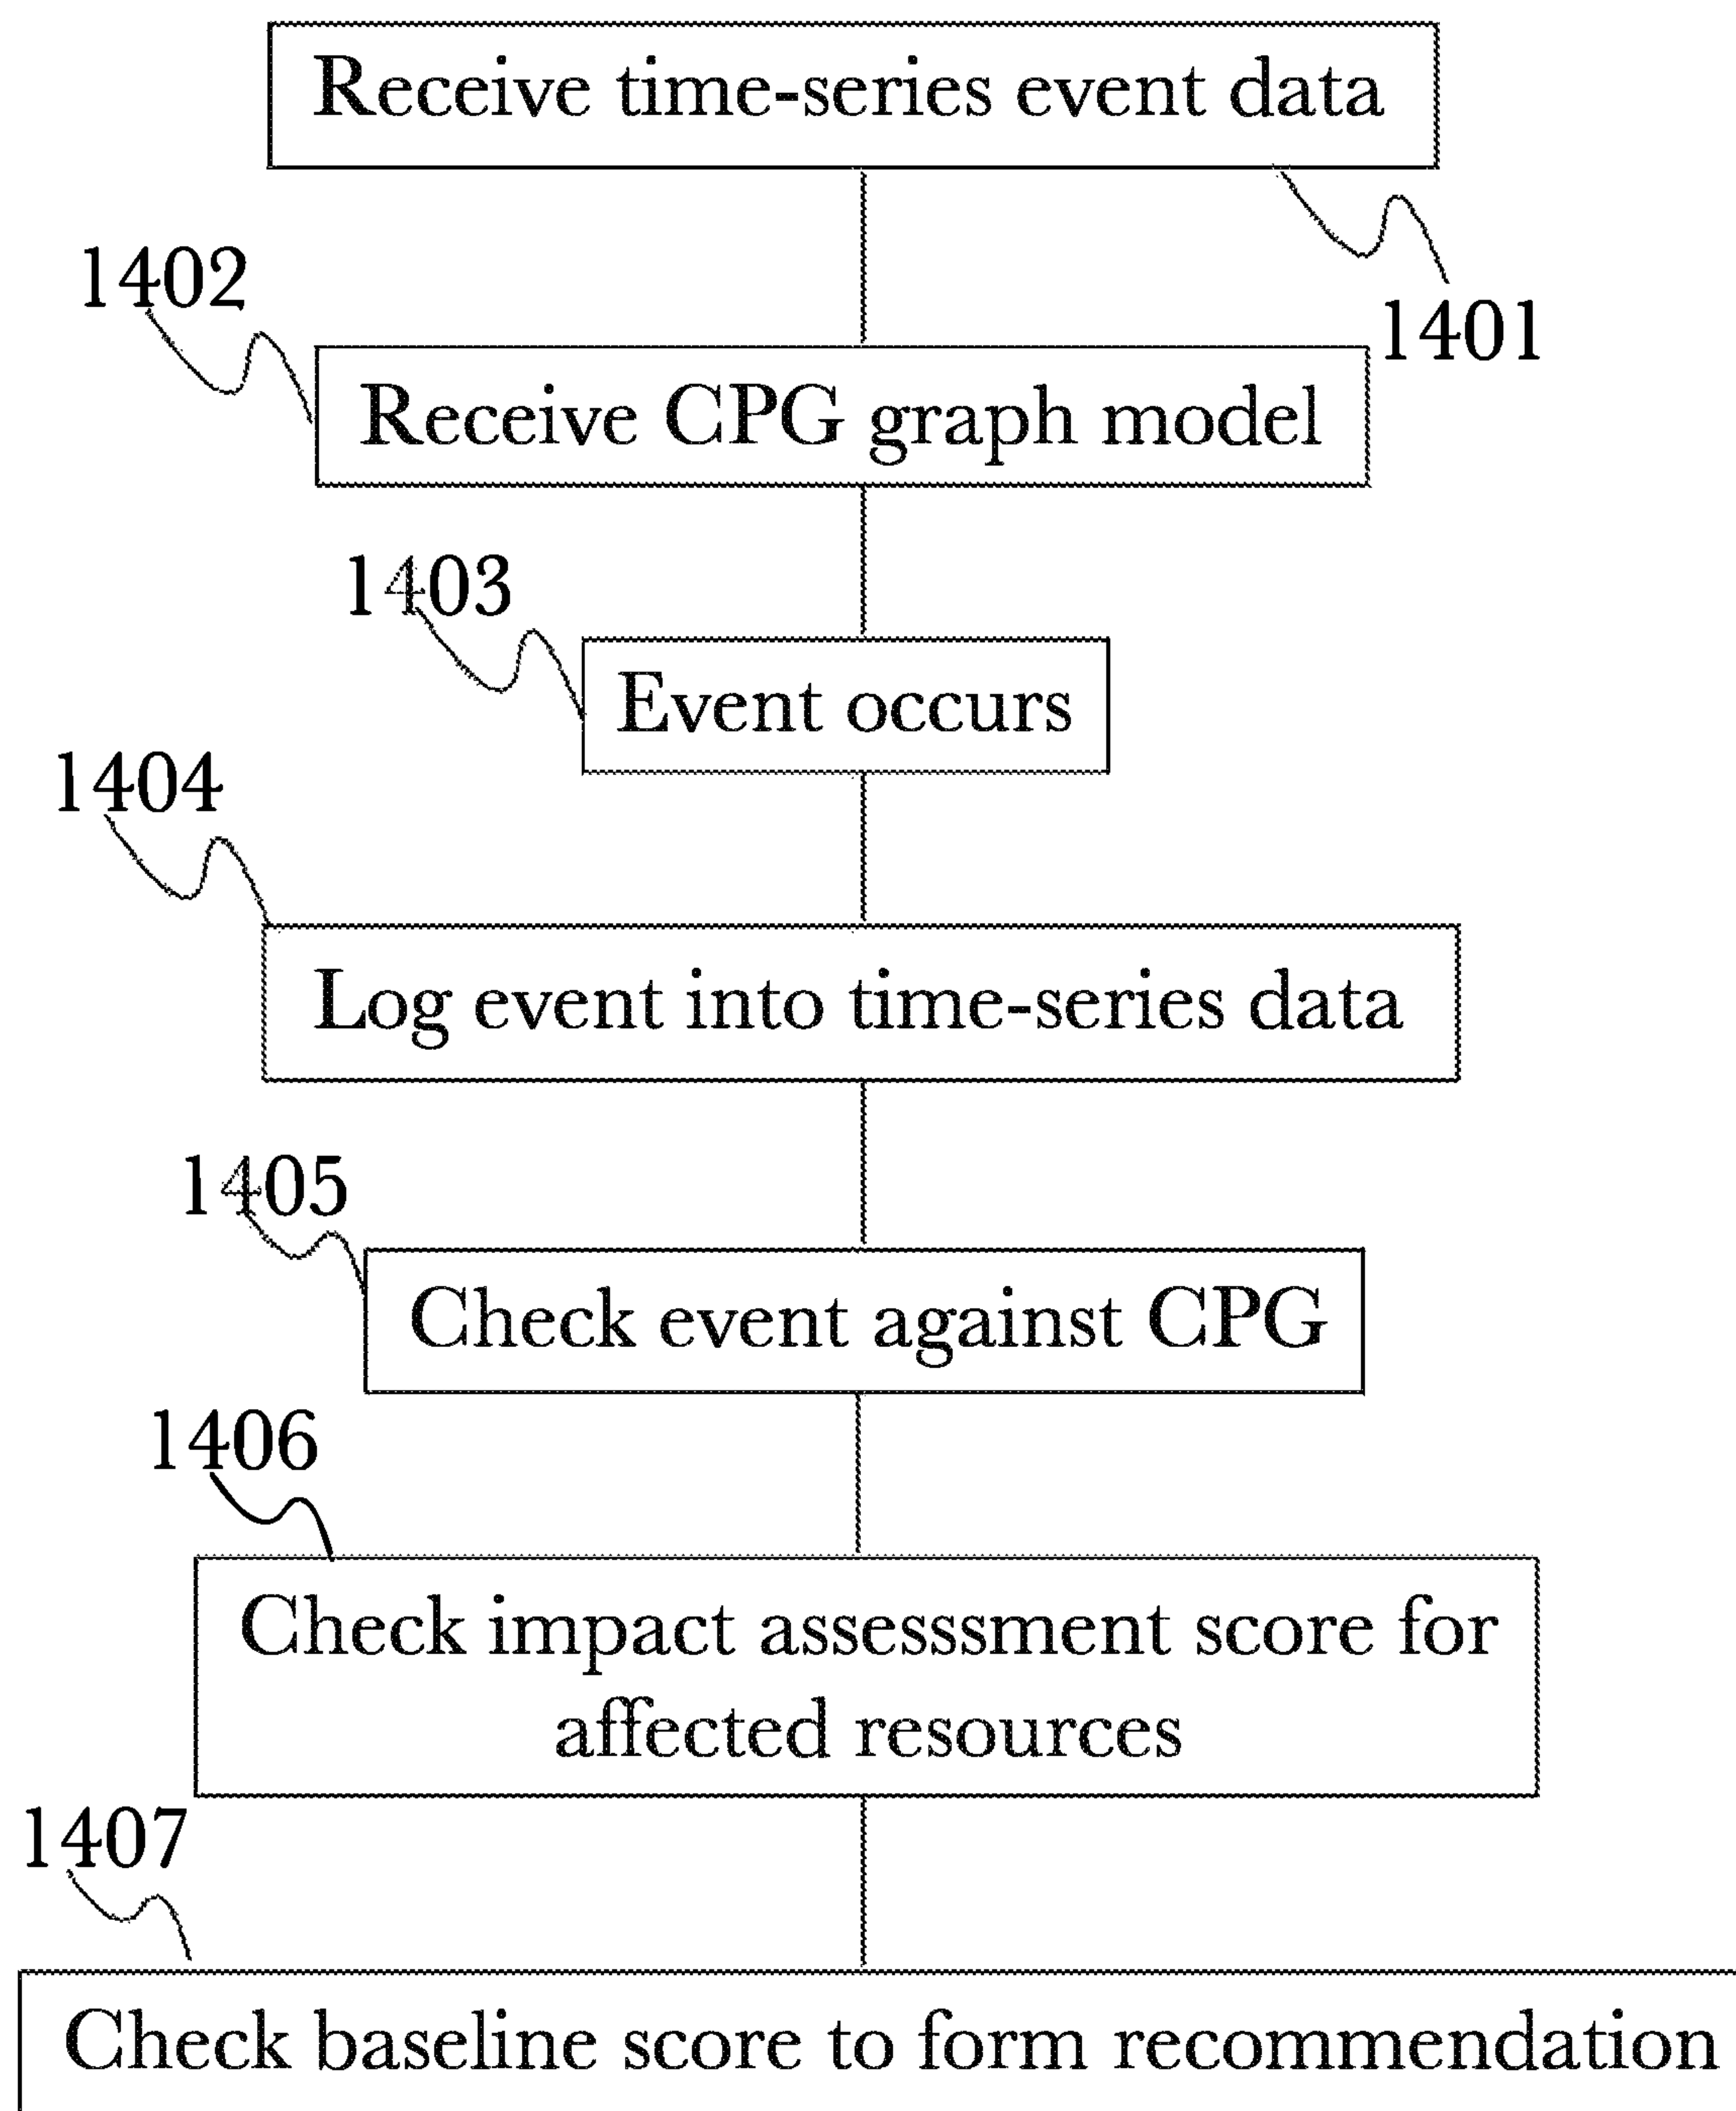 Receive time-series event data
1401
1402
Receive CPG graph model
1403
Event occurs
1404
Log event into time-series data
1405
Check event against CPG
1406
Check impact assesssment score for
affected resources
1407
Check baseline score to form recommendation